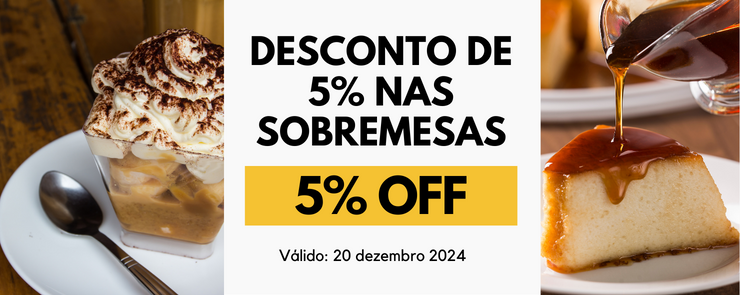 DESCONTO DE
5% NAS
SOBREMESAS
5% OFF
Válido: 20 dezembro 2024